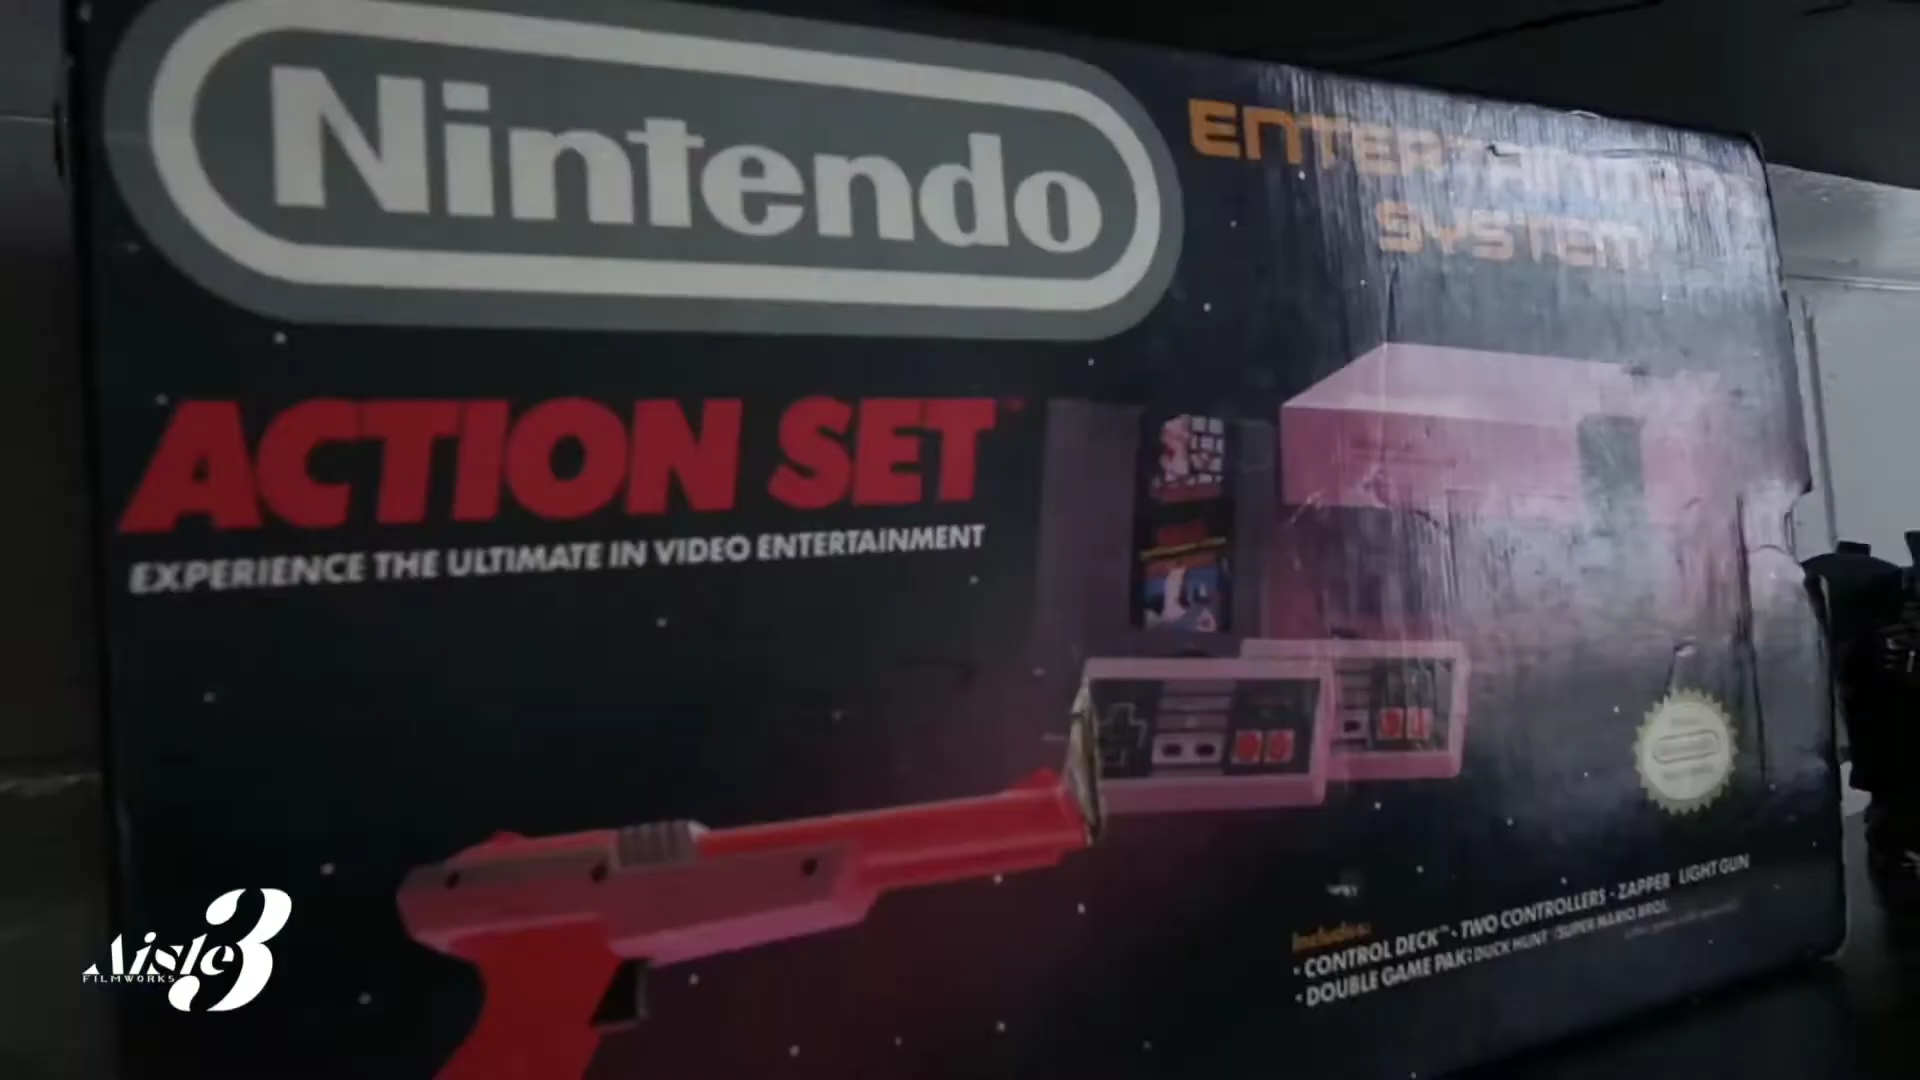 Nintendo
ENTERTAINMENT
SYSTEM
ACTION SET™
EXPERIENCE THE ULTIMATE IN VIDEO ENTERTAINMENT
Includes:
• CONTROL DECK™ • TWO CONTROLLERS • ZAPPER LIGHT GUN
• DOUBLE GAME PAK: DUCK HUNT / SUPER MARIO BROS.
Aisle 3
FILMWORKS